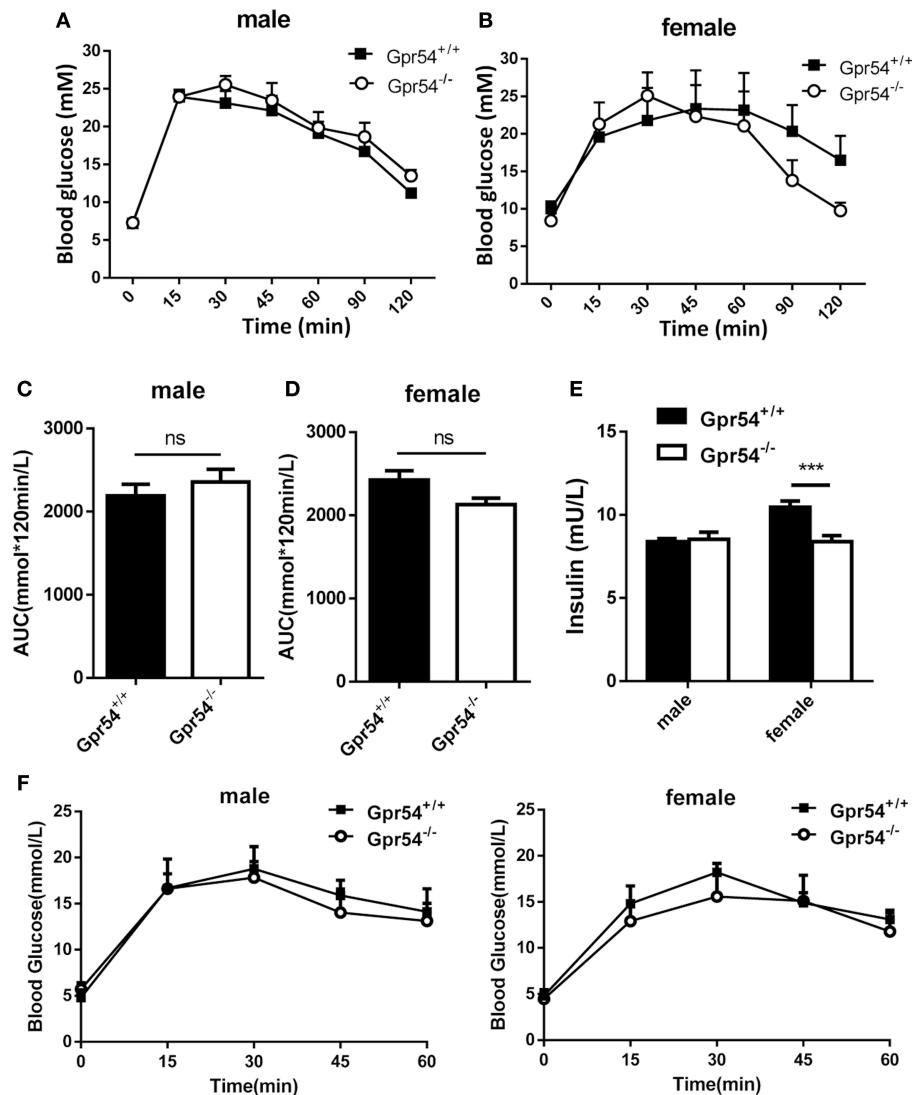 A
male
Gpr54+/+
Gpr54-/-
Blood glucose (mM)
30
25
20
15
10
5
0
0 15 30 45 60 90 120
Time (min)
B
female
Gpr54+/+
Gpr54-/-
Blood glucose (mM)
30
25
20
15
10
5
0
0 15 30 45 60 90 120
Time (min)
C
male
ns
AUC(mmol*120min/L)
3000
2000
1000
0
Gpr54+/+ Gpr54-/-
D
female
ns
AUC(mmol*120min/L)
3000
2000
1000
0
Gpr54+/+ Gpr54-/-
E
Gpr54+/+
Gpr54-/-
***
Insulin (mU/L)
15
10
5
0
male female
F
male
Gpr54+/+
Gpr54-/-
Blood Glucose(mmol/L)
25
20
15
10
5
0
0 15 30 45 60
Time(min)
female
Gpr54+/+
Gpr54-/-
Blood Glucose(mmol/L)
25
20
15
10
5
0
0 15 30 45 60
Time(min)